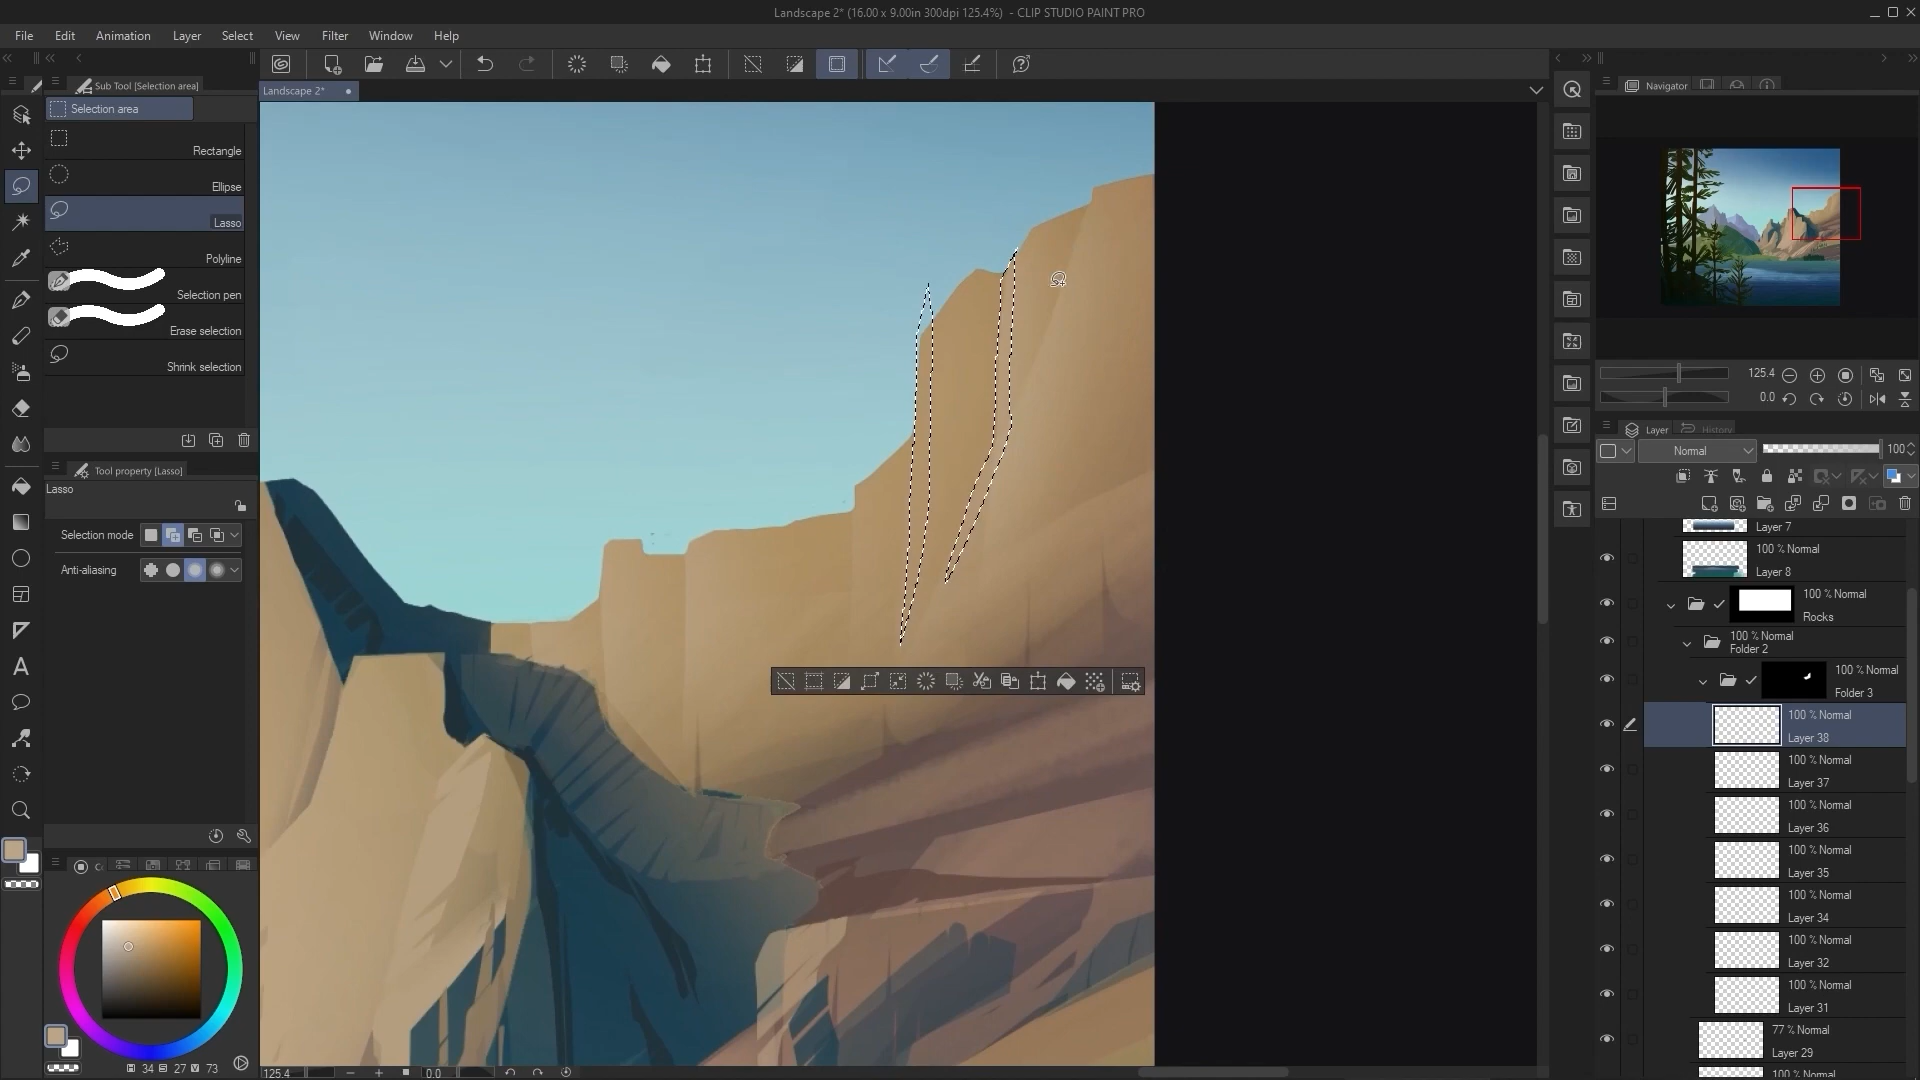 Landscape 2* (16.00 x 9.00in 300dpi 125.4%) - CLIP STUDIO PAINT PRO
File Edit Animation Layer Select View Filter Window Help
Sub Tool [Selection area]
Selection area
Rectangle
Ellipse
Lasso
Polyline
Selection pen
Erase selection
Shrink selection
Tool property [Lasso]
Lasso
Selection mode
Anti-aliasing
H 34 S 27 V 73
Landscape 2*
125.4
0.0
Navigator
125.4
0.0
Layer
History
Normal
100
Layer 7
100 % Normal
Layer 8
100 % Normal
Rocks
100 % Normal
Folder 2
100 % Normal
Folder 3
100 % Normal
Layer 38
100 % Normal
Layer 37
100 % Normal
Layer 36
100 % Normal
Layer 35
100 % Normal
Layer 34
100 % Normal
Layer 32
100 % Normal
Layer 31
77 % Normal
Layer 29
100 % Normal